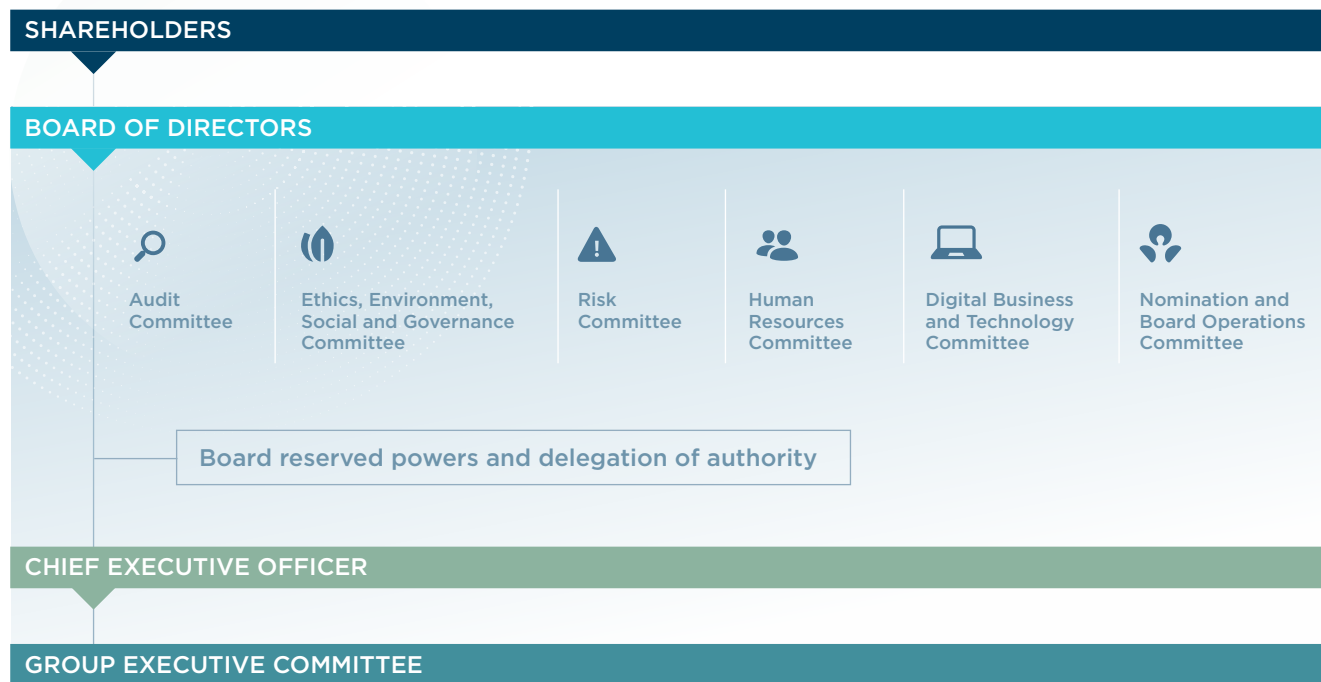 SHAREHOLDERS
BOARD OF DIRECTORS
Audit
Committee
Ethics, Environment,
Social and Governance
Committee
Risk
Committee
Human
Resources
Committee
Digital Business
and Technology
Committee
Nomination and
Board Operations
Committee
Board reserved powers and delegation of authority
CHIEF EXECUTIVE OFFICER
GROUP EXECUTIVE COMMITTEE